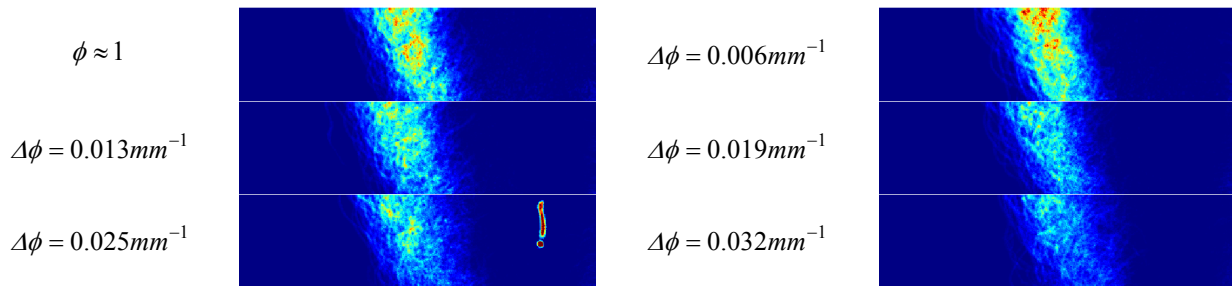 ϕ ≈ 1
Δϕ = 0.006mm⁻¹
Δϕ = 0.013mm⁻¹
Δϕ = 0.019mm⁻¹
Δϕ = 0.025mm⁻¹
Δϕ = 0.032mm⁻¹